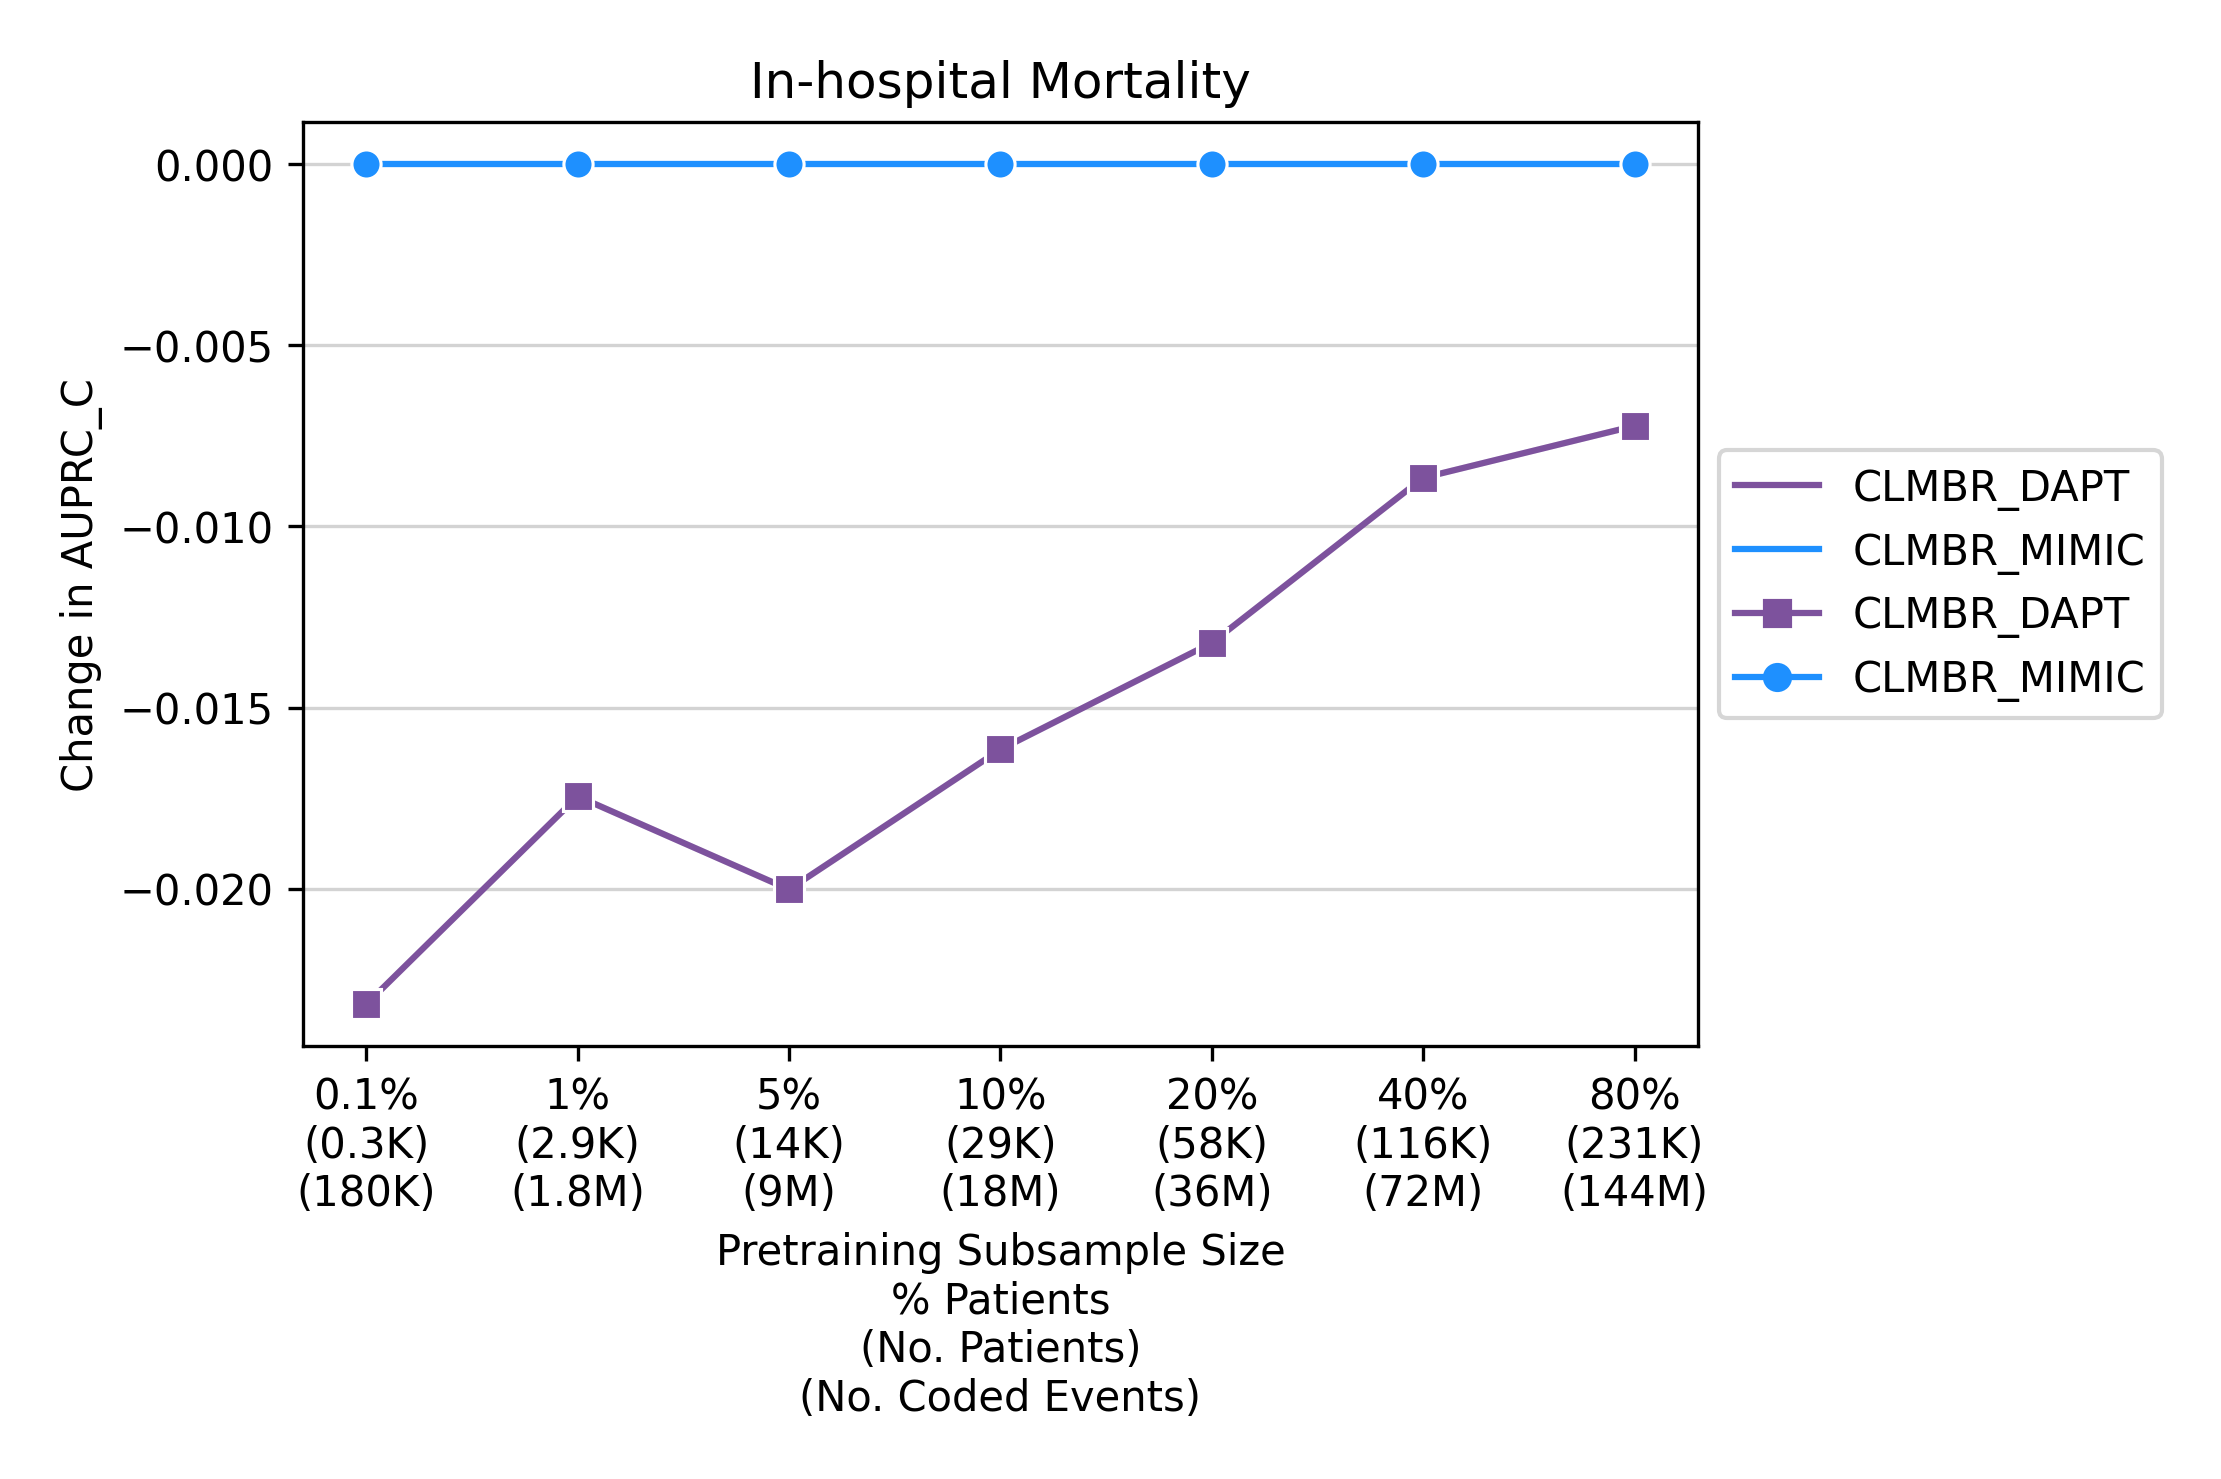 In-hospital Mortality
0.000
−0.005
−0.010
−0.015
−0.020
Change in AUPRC_C
CLMBR_DAPT
CLMBR_MIMIC
CLMBR_DAPT
CLMBR_MIMIC
0.1% 1% 5% 10% 20% 40% 80%
(0.3K) (2.9K) (14K) (29K) (58K) (116K) (231K)
(180K) (1.8M) (9M) (18M) (36M) (72M) (144M)
Pretraining Subsample Size
% Patients
(No. Patients)
(No. Coded Events)